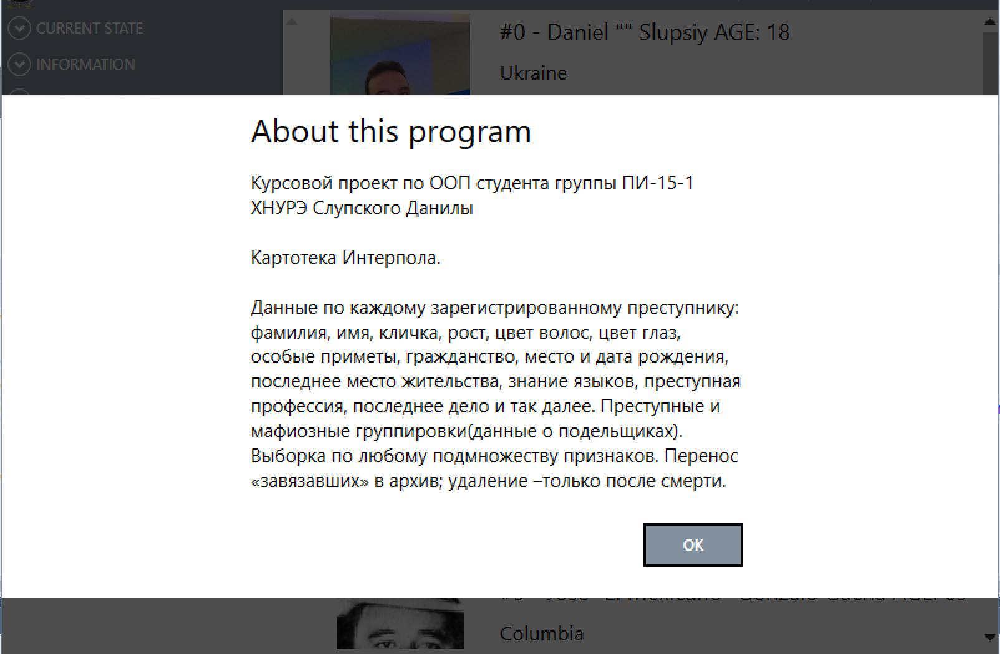 CURRENT STATE
INFORMATION
#0 - Daniel "" Slupsiy AGE: 18
Ukraine
About this program
Курсовой проект по ООП студента группы ПИ-15-1
ХНУРЭ Слупского Данилы
Картотека Интерпола.
Данные по каждому зарегистрированному преступнику:
фамилия, имя, кличка, рост, цвет волос, цвет глаз,
особые приметы, гражданство, место и дата рождения,
последнее место жительства, знание языков, преступная
профессия, последнее дело и так далее. Преступные и
мафиозные группировки(данные о подельщиках).
Выборка по любому подмножеству признаков. Перенос
«завязавших» в архив; удаление –только после смерти.
OK
Columbia